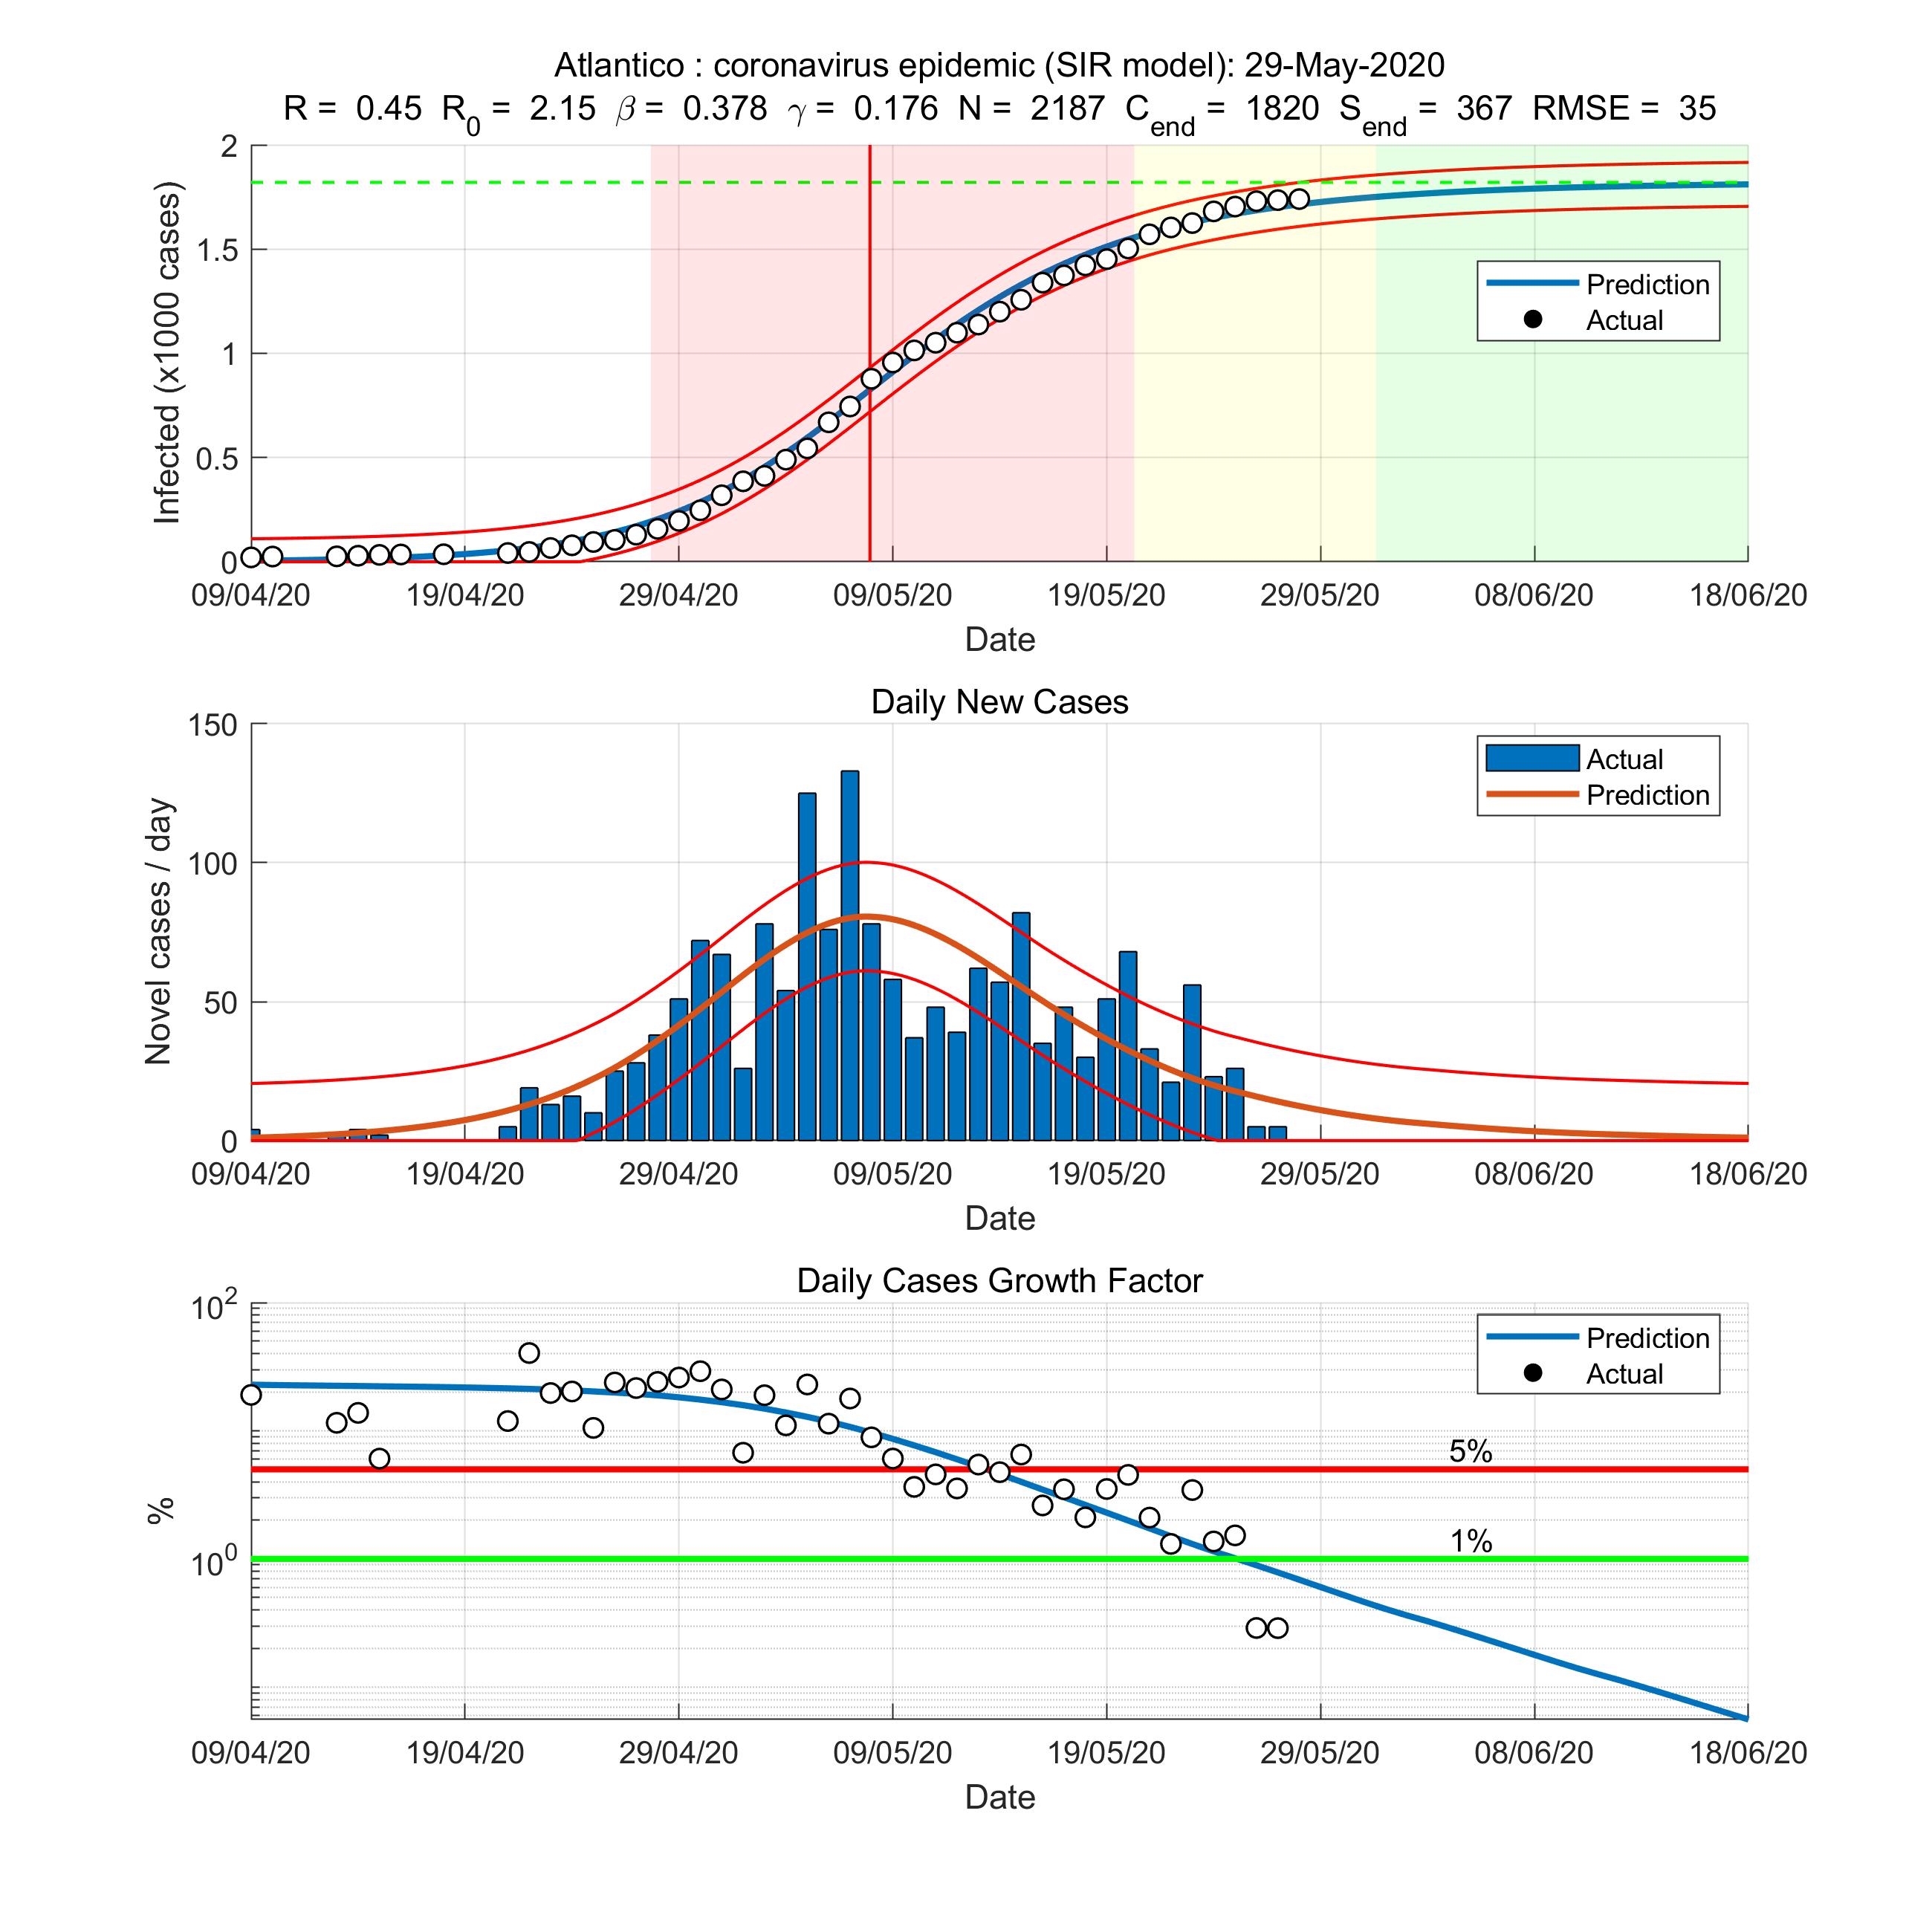 Atlantico : coronavirus epidemic (SIR model): 29-May-2020
R = 0.45 R0 = 2.15 β = 0.378 γ = 0.176 N = 2187 Cend = 1820 Send = 367 RMSE = 35
2
1.5
1
0.5
0
Infected (x1000 cases)
Prediction
Actual
09/04/20 19/04/20 29/04/20 09/05/20 19/05/20 29/05/20 08/06/20 18/06/20
Date
Daily New Cases
150
100
50
0
Novel cases / day
Actual
Prediction
09/04/20 19/04/20 29/04/20 09/05/20 19/05/20 29/05/20 08/06/20 18/06/20
Date
Daily Cases Growth Factor
10^2
10^0
%
Prediction
Actual
5%
1%
09/04/20 19/04/20 29/04/20 09/05/20 19/05/20 29/05/20 08/06/20 18/06/20
Date